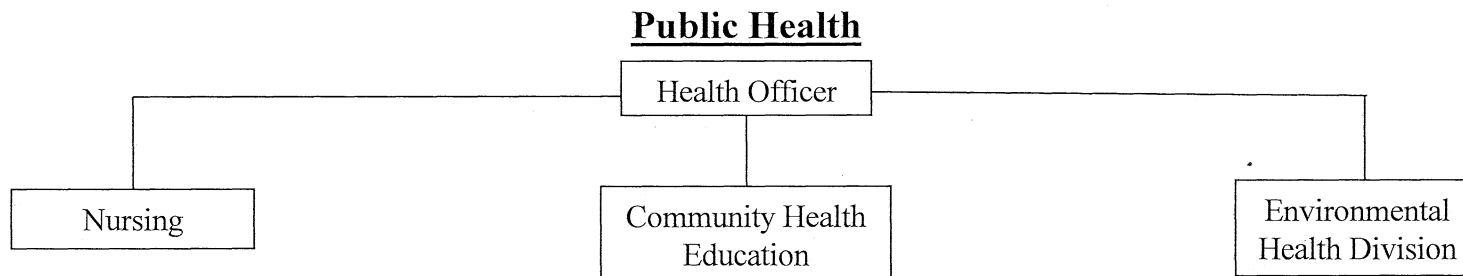 Public Health
Health Officer
Nursing
Community Health
Education
Environmental
Health Division